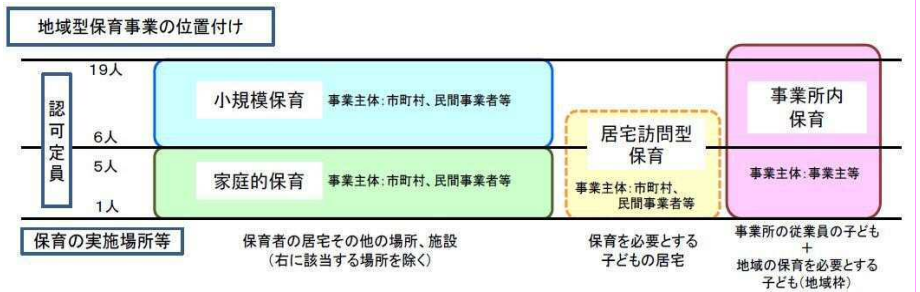 地域型保育事業の位置付け
認可定員
19人
6人
5人
1人
小規模保育
事業主体:市町村、民間事業者等
家庭的保育
事業主体:市町村、民間事業者等
居宅訪問型
保育
事業主体:市町村、
民間事業者等
事業所内
保育
事業主体:事業主等
保育の実施場所等
保育者の居宅その他の場所、施設
(右に該当する場所を除く)
保育を必要とする
子どもの居宅
事業所の従業員の子ども
+
地域の保育を必要とする
子ども(地域枠)